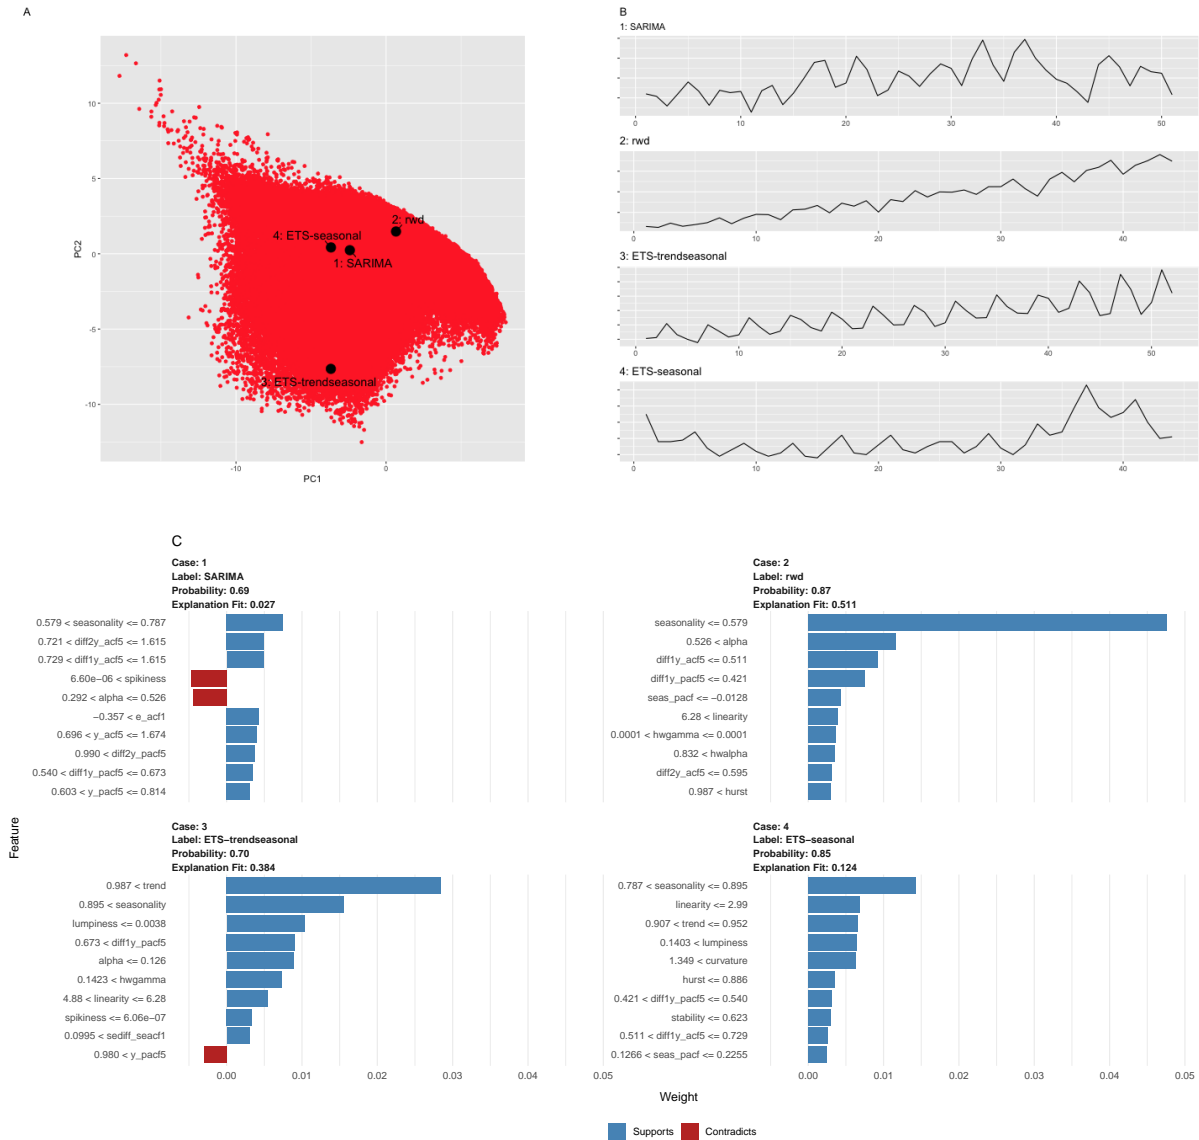 A
10
5
0
-5
-10
PC2
-10
0
PC1
2: rwd
4: ETS-seasonal
1: SARIMA
3: ETS-trendseasonal
B
1: SARIMA
0 10 20 30 40 50
2: rwd
0 10 20 30 40
3: ETS-trendseasonal
0 10 20 30 40 50
4: ETS-seasonal
0 10 20 30 40
C
Case: 1
Label: SARIMA
Probability: 0.69
Explanation Fit: 0.027
0.579 < seasonality <= 0.787
0.721 < diff2y_acf5 <= 1.615
0.729 < diff1y_acf5 <= 1.615
6.60e-06 < spikiness
0.292 < alpha <= 0.526
−0.357 < e_acf1
0.696 < y_acf5 <= 1.674
0.990 < diff2y_pacf5
0.540 < diff1y_pacf5 <= 0.673
0.603 < y_pacf5 <= 0.814
Case: 2
Label: rwd
Probability: 0.87
Explanation Fit: 0.511
seasonality <= 0.579
0.526 < alpha
diff1y_acf5 <= 0.511
diff1y_pacf5 <= 0.421
seas_pacf <= −0.0128
6.28 < linearity
0.0001 < hwgamma <= 0.0001
0.832 < hwalpha
diff2y_acf5 <= 0.595
0.987 < hurst
Feature
Case: 3
Label: ETS−trendseasonal
Probability: 0.70
Explanation Fit: 0.384
0.987 < trend
0.895 < seasonality
lumpiness <= 0.0038
0.673 < diff1y_pacf5
alpha <= 0.126
0.1423 < hwgamma
4.88 < linearity <= 6.28
spikiness <= 6.06e-07
0.0995 < sediff_seacf1
0.980 < y_pacf5
0.00 0.01 0.02 0.03 0.04 0.05
Case: 4
Label: ETS−seasonal
Probability: 0.85
Explanation Fit: 0.124
0.787 < seasonality <= 0.895
linearity <= 2.99
0.907 < trend <= 0.952
0.1403 < lumpiness
1.349 < curvature
hurst <= 0.886
0.421 < diff1y_pacf5 <= 0.540
stability <= 0.623
0.511 < diff1y_acf5 <= 0.729
0.1266 < seas_pacf <= 0.2255
0.00 0.01 0.02 0.03 0.04 0.05
Weight
Supports Contradicts